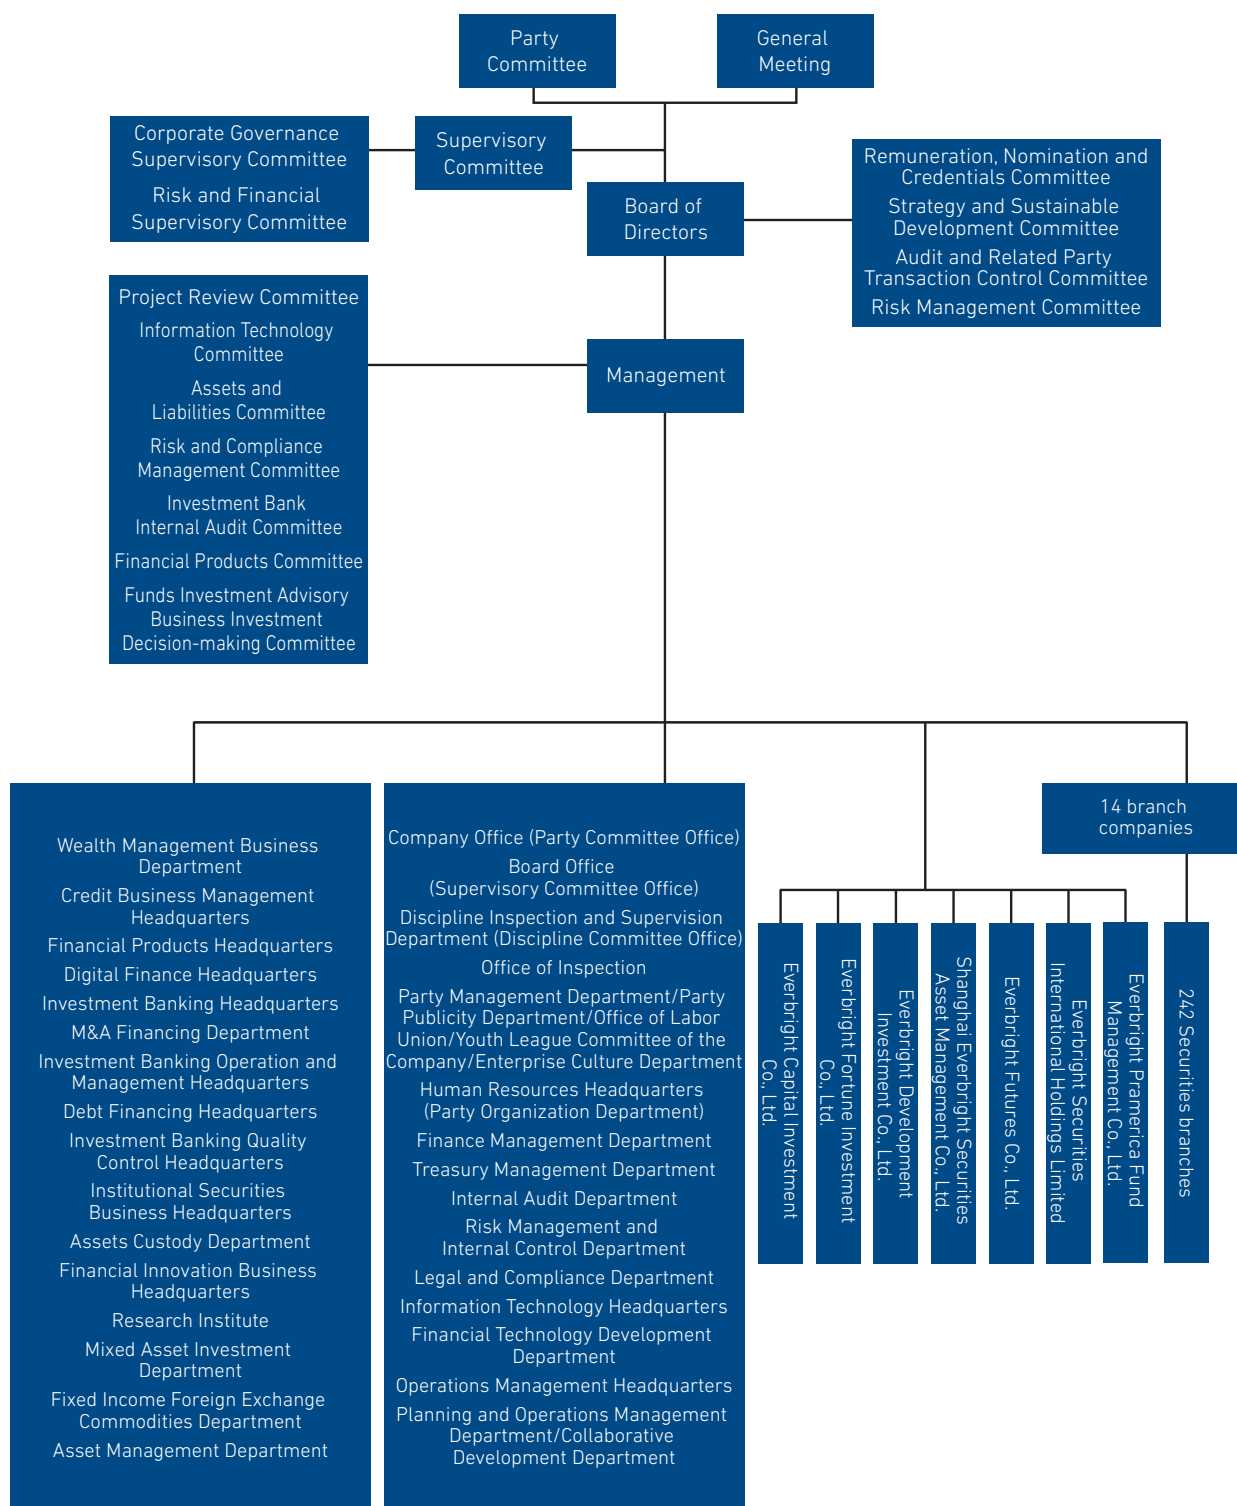 Party
Committee
General
Meeting
Corporate Governance
Supervisory Committee
Risk and Financial
Supervisory Committee
Supervisory
Committee
Board of
Directors
Remuneration, Nomination and
Credentials Committee
Strategy and Sustainable
Development Committee
Audit and Related Party
Transaction Control Committee
Risk Management Committee
Project Review Committee
Information Technology
Committee
Assets and
Liabilities Committee
Risk and Compliance
Management Committee
Investment Bank
Internal Audit Committee
Financial Products Committee
Funds Investment Advisory
Business Investment
Decision-making Committee
Management
Wealth Management Business
Department
Credit Business Management
Headquarters
Financial Products Headquarters
Digital Finance Headquarters
Investment Banking Headquarters
M&A Financing Department
Investment Banking Operation and
Management Headquarters
Debt Financing Headquarters
Investment Banking Quality
Control Headquarters
Institutional Securities
Business Headquarters
Assets Custody Department
Financial Innovation Business
Headquarters
Research Institute
Mixed Asset Investment
Department
Fixed Income Foreign Exchange
Commodities Department
Asset Management Department
Company Office (Party Committee Office)
Board Office
(Supervisory Committee Office)
Discipline Inspection and Supervision
Department (Discipline Committee Office)
Office of Inspection
Party Management Department/Party
Publicity Department/Office of Labor
Union/Youth League Committee of the
Company/Enterprise Culture Department
Human Resources Headquarters
(Party Organization Department)
Finance Management Department
Treasury Management Department
Internal Audit Department
Risk Management and
Internal Control Department
Legal and Compliance Department
Information Technology Headquarters
Financial Technology Development
Department
Operations Management Headquarters
Planning and Operations Management
Department/Collaborative
Development Department
Everbright Capital Investment
Co., Ltd.
Everbright Fortune Investment
Co., Ltd.
Everbright Development
Investment Co., Ltd.
Shanghai Everbright Securities
Asset Management Co., Ltd.
Everbright Futures Co., Ltd.
Everbright Securities
International Holdings Limited
Everbright Pramerica Fund
Management Co., Ltd.
14 branch
companies
242 Securities branches